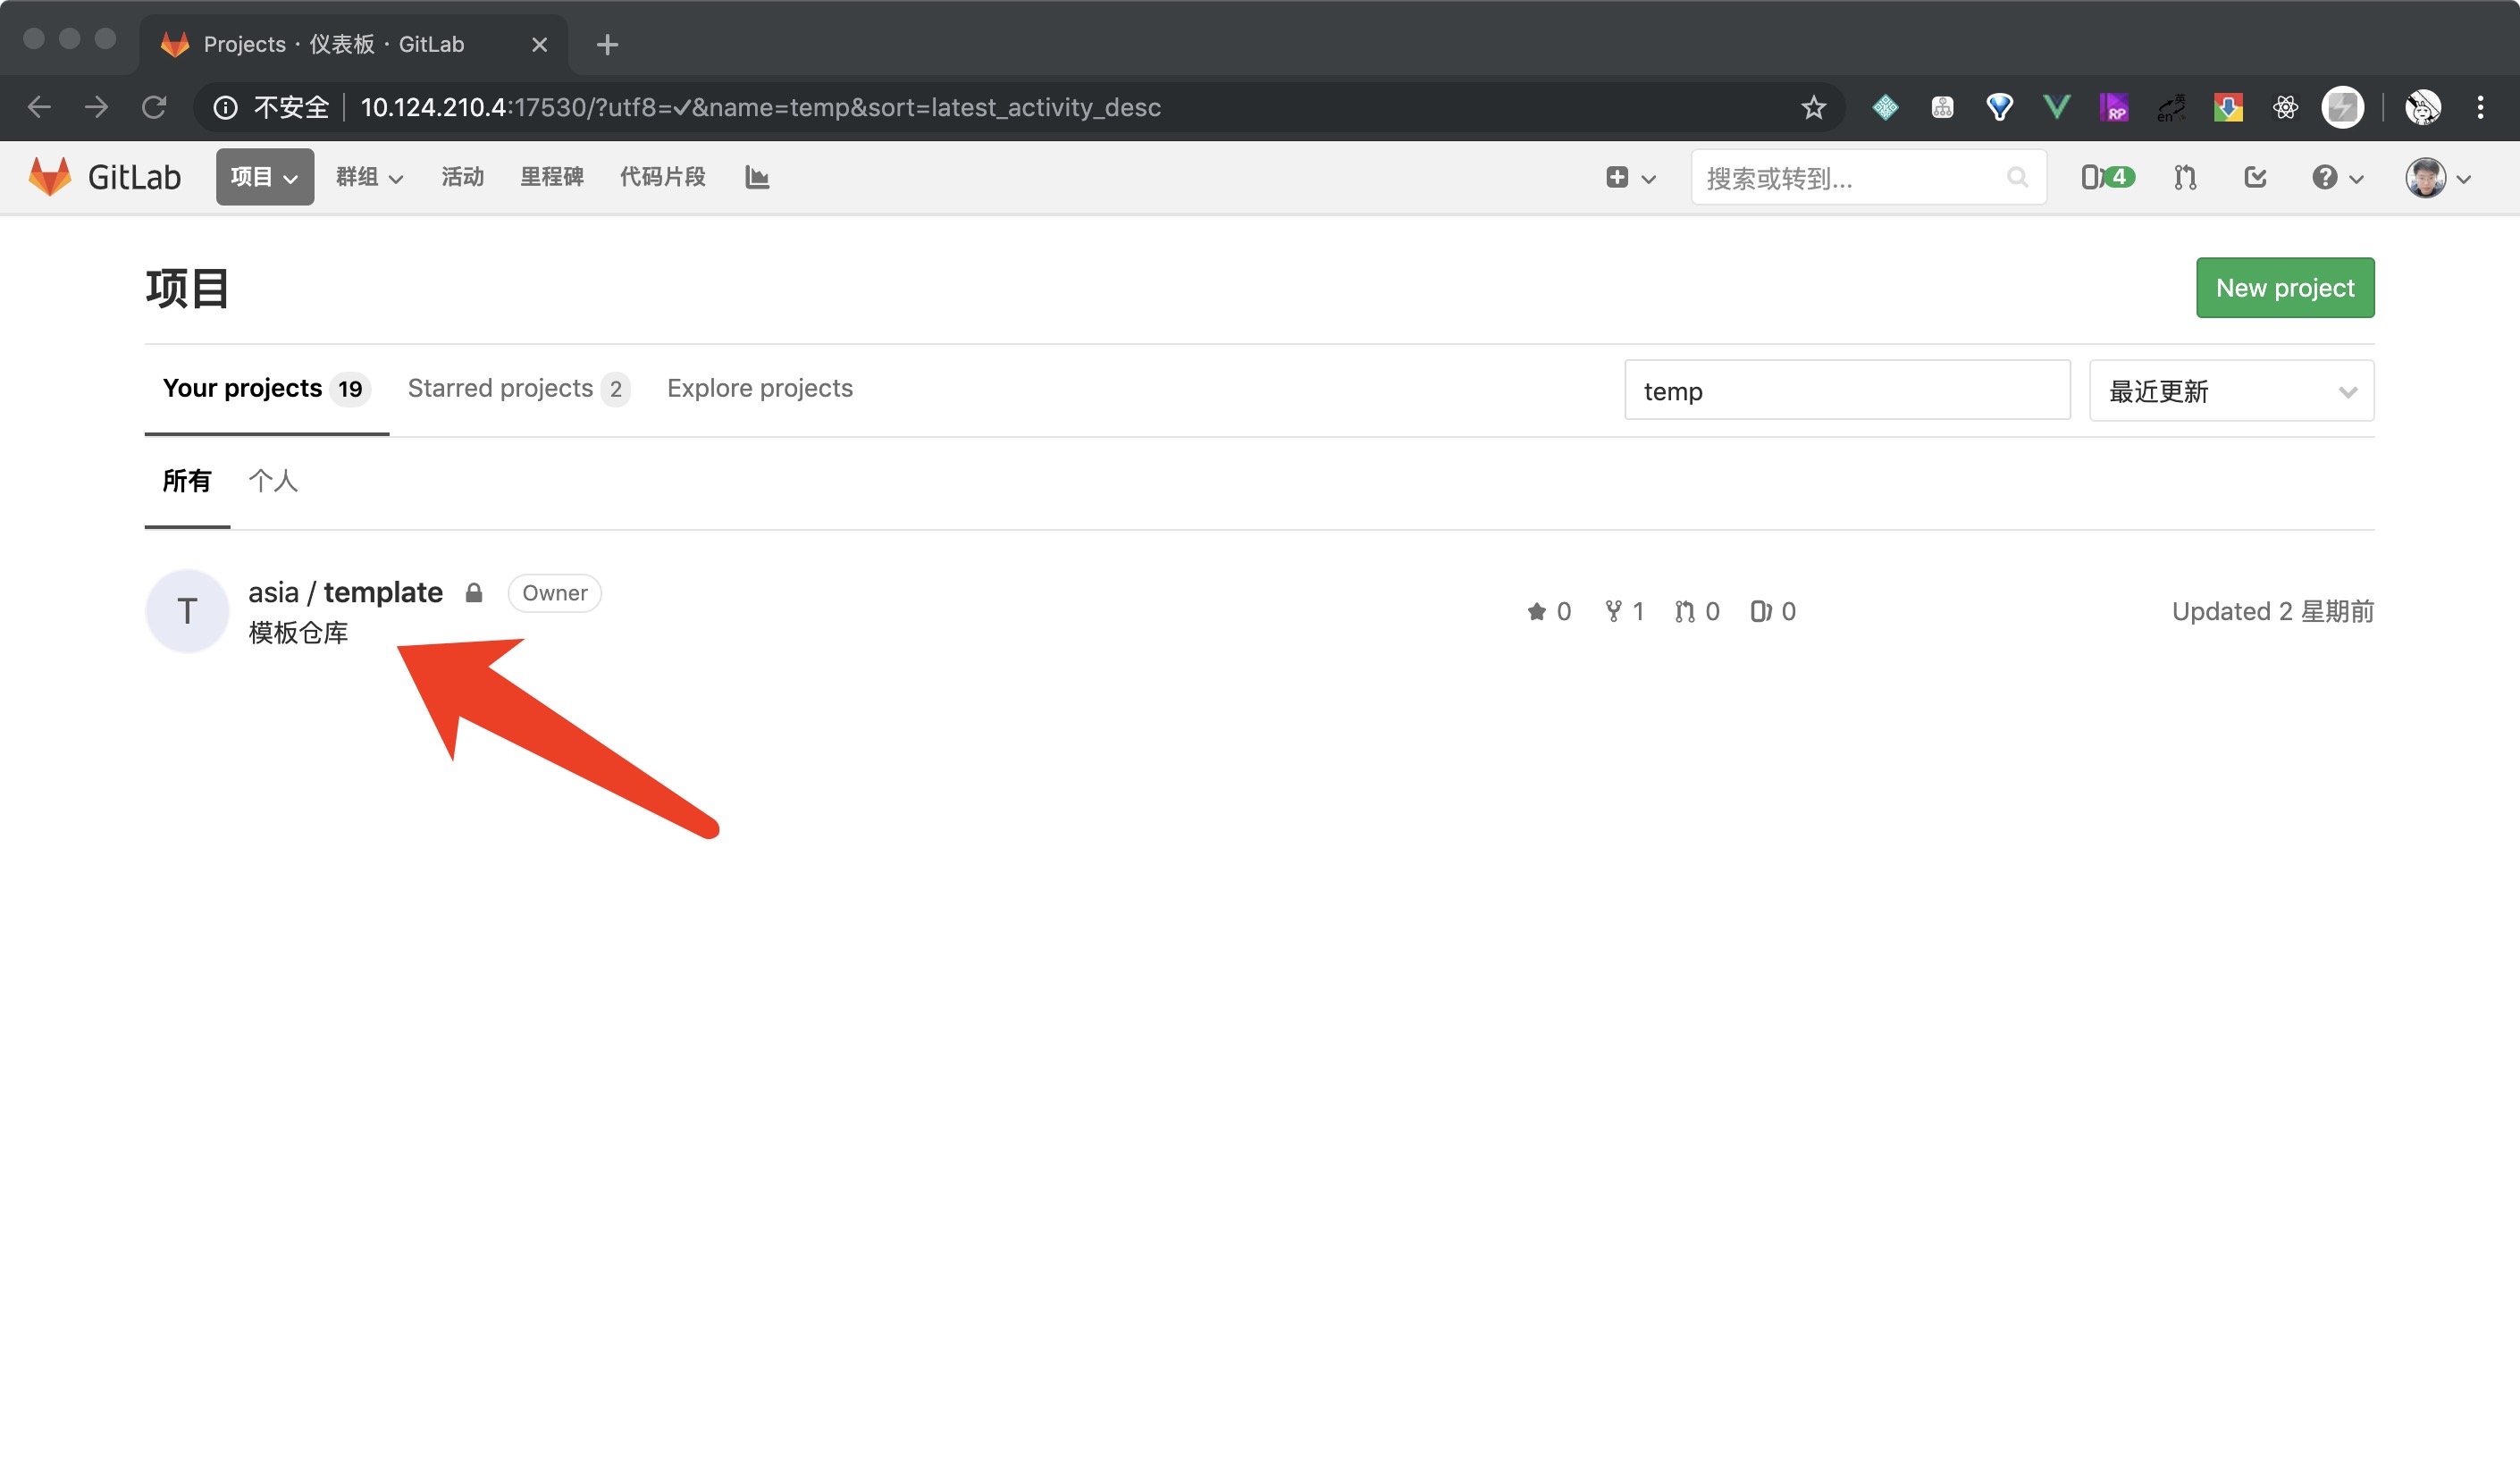 Projects · 仪表板 · GitLab
不安全 10.124.210.4:17530/?utf8=✓&name=temp&sort=latest_activity_desc
RP
英
en
GitLab 项目 群组 活动 里程碑 代码片段 搜索或转到... 4
项目 New project
Your projects 19 Starred projects 2 Explore projects temp 最近更新
所有 个人
T asia / template Owner
模板仓库
0 1 0 0 Updated 2 星期前